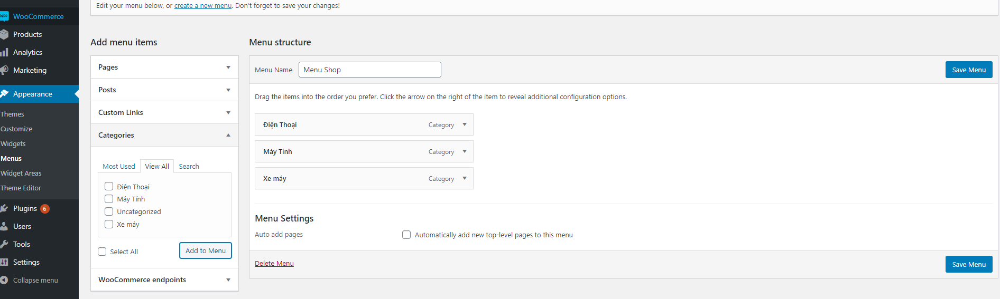 Edit your menu below, or create a new menu. Don't forget to save your changes!
Woo
WooCommerce
Products
Analytics
Marketing
Appearance
Themes
Customize
Widgets
Menus
Widget Areas
Theme Editor
Plugins 6
Users
Tools
Settings
Collapse menu
Add menu items
Pages
Posts
Custom Links
Categories
Most Used View All Search
Điện Thoại
Máy Tính
Uncategorized
Xe máy
Select All Add to Menu
WooCommerce endpoints
Menu structure
Menu Name Menu Shop Save Menu
Drag the items into the order you prefer. Click the arrow on the right of the item to reveal additional configuration options.
Điện Thoại Category
Máy Tính Category
Xe máy Category
Menu Settings
Auto add pages Automatically add new top-level pages to this menu
Delete Menu Save Menu